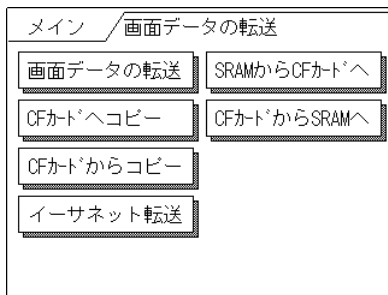 メイン／画面データの転送
画面データの転送 SRAMからCFｶｰﾄﾞへ
CFｶｰﾄﾞへコピー CFｶｰﾄﾞからSRAMへ
CFｶｰﾄﾞからコピー
イーサネット転送